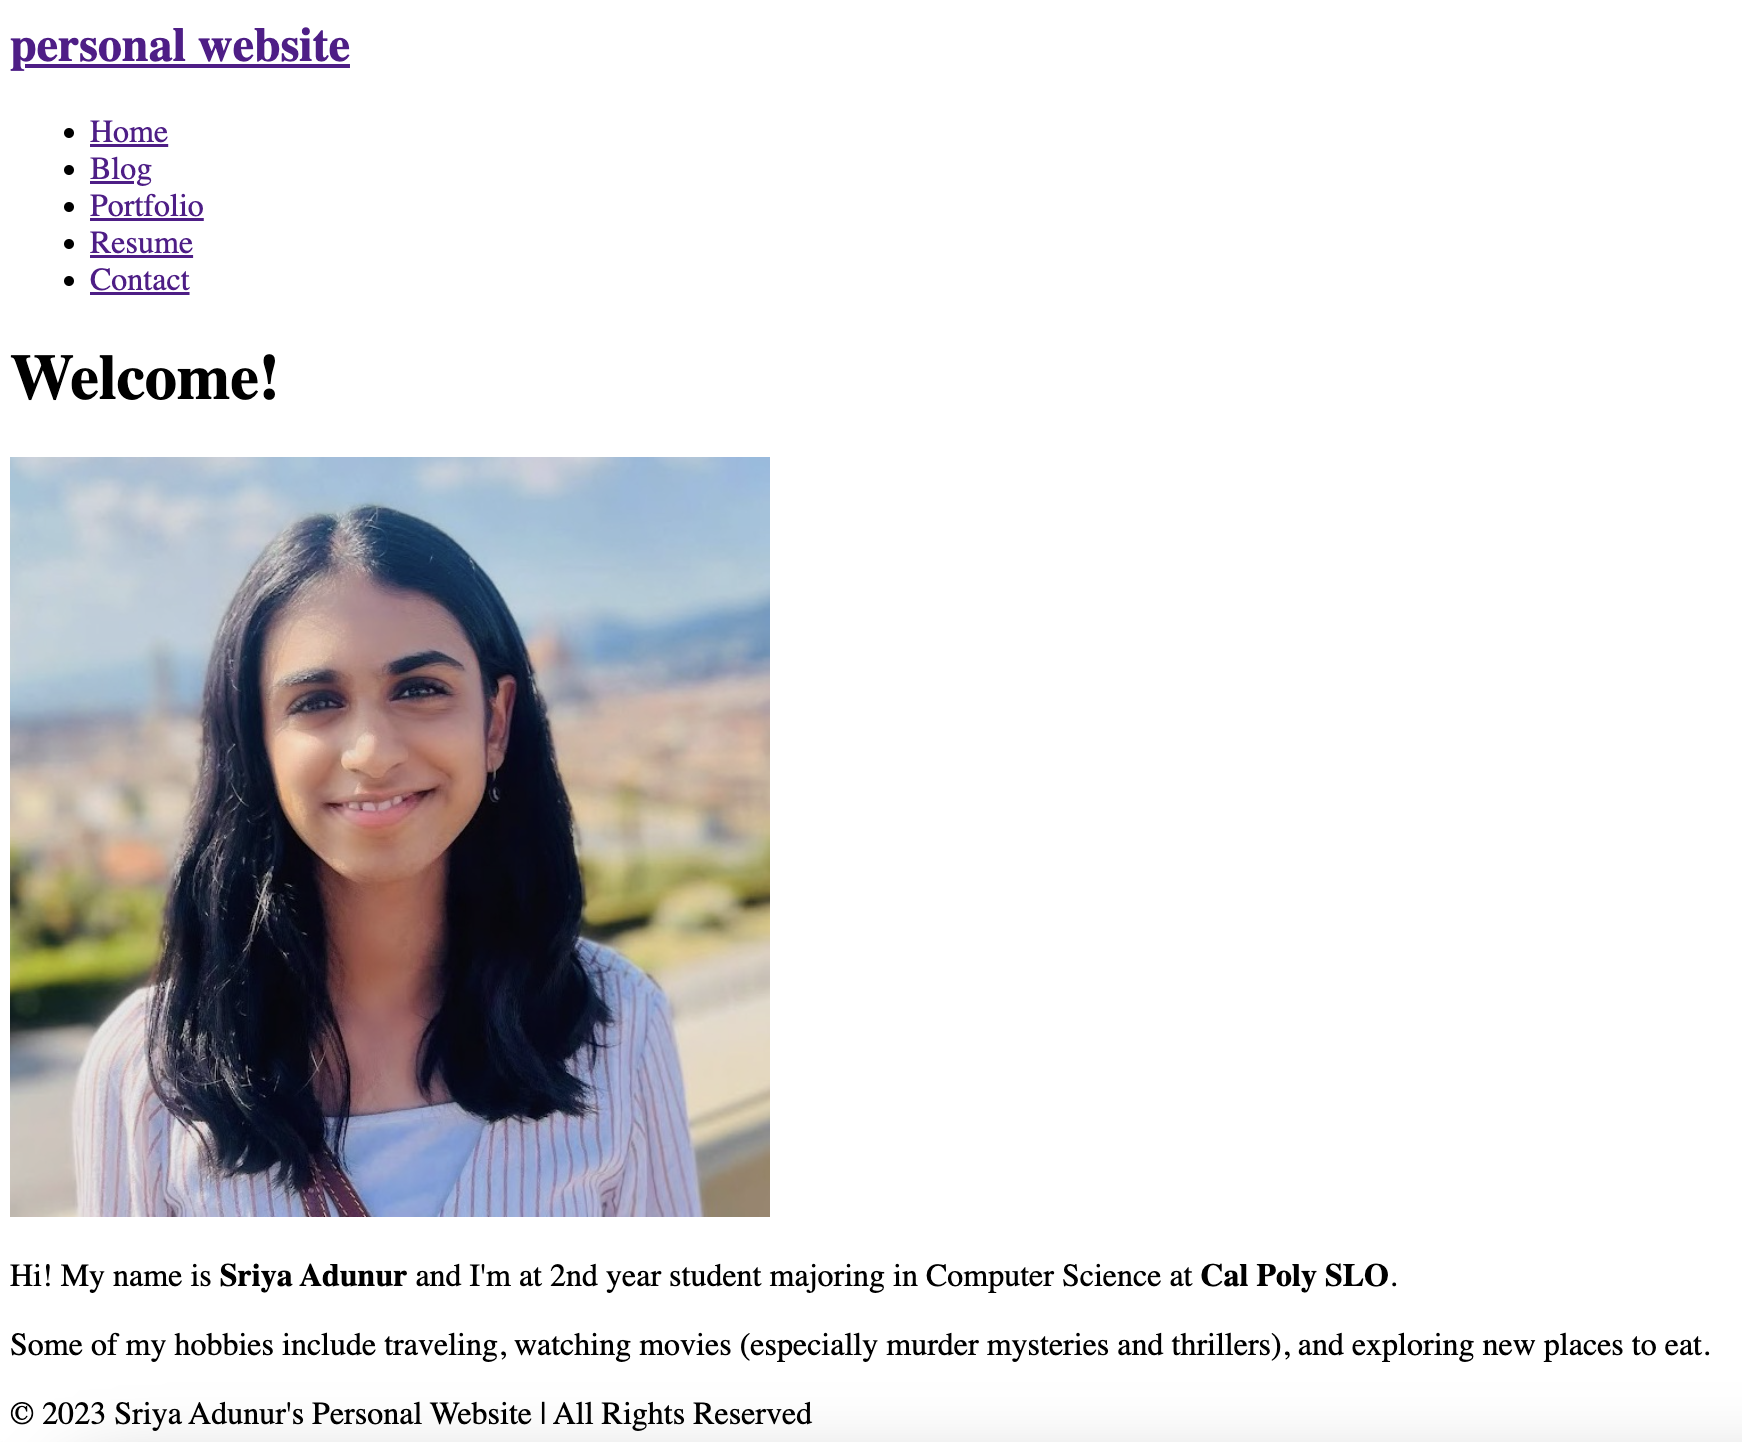 personal website
Home
Blog
Portfolio
Resume
Contact
Welcome!
Hi! My name is Sriya Adunur and I'm at 2nd year student majoring in Computer Science at Cal Poly SLO.
Some of my hobbies include traveling, watching movies (especially murder mysteries and thrillers), and exploring new places to eat.
© 2023 Sriya Adunur's Personal Website | All Rights Reserved